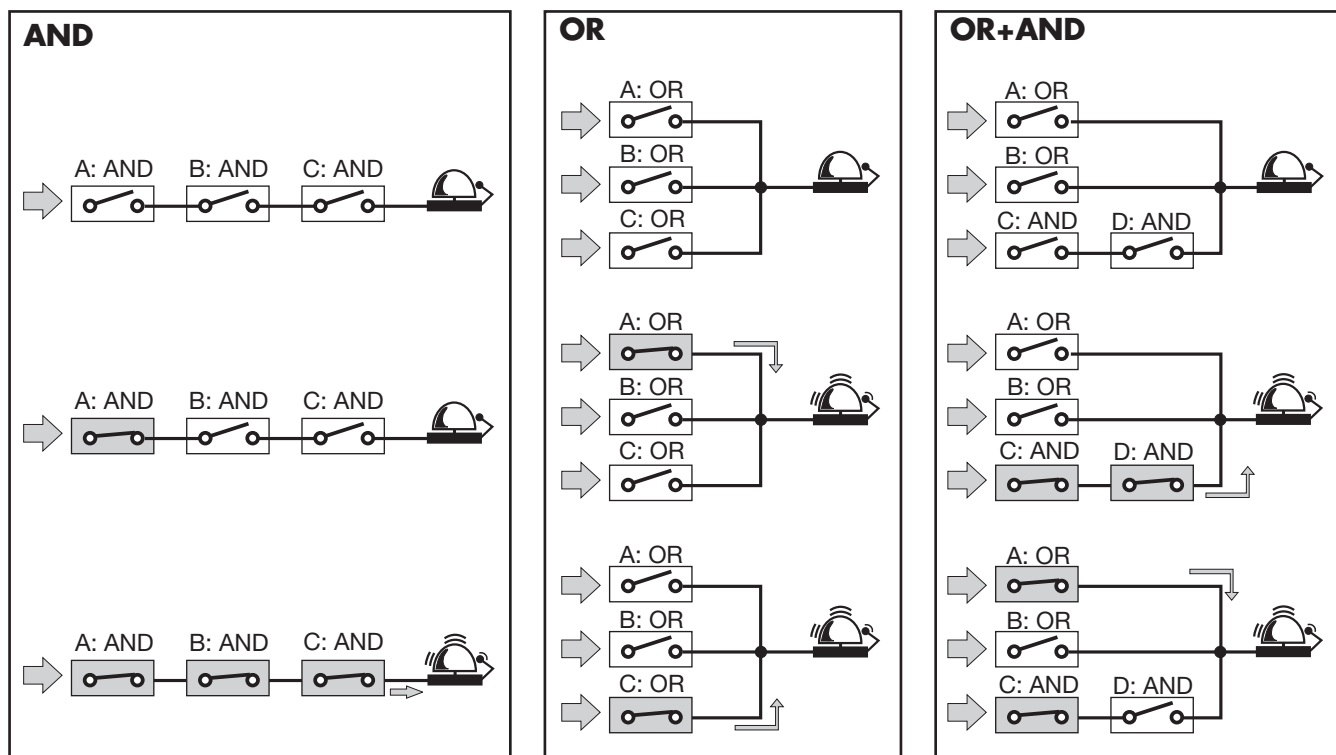 AND
A: AND B: AND C: AND
A: AND B: AND C: AND
A: AND B: AND C: AND
OR
A: OR
B: OR
C: OR
A: OR
B: OR
C: OR
A: OR
B: OR
C: OR
OR+AND
A: OR
B: OR
C: AND D: AND
A: OR
B: OR
C: AND D: AND
A: OR
B: OR
C: AND D: AND